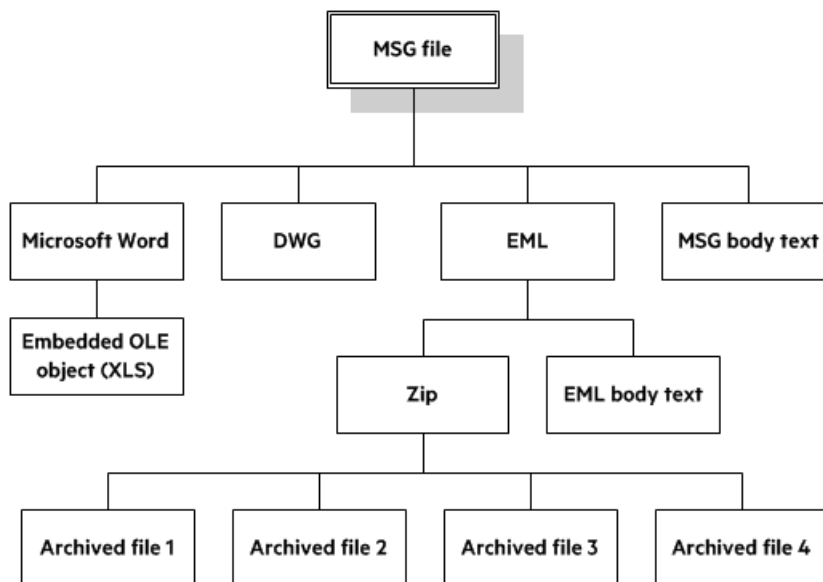 MSG file
Microsoft Word
DWG
EML
MSG body text
Embedded OLE
object (XLS)
Zip
EML body text
Archived file 1
Archived file 2
Archived file 3
Archived file 4